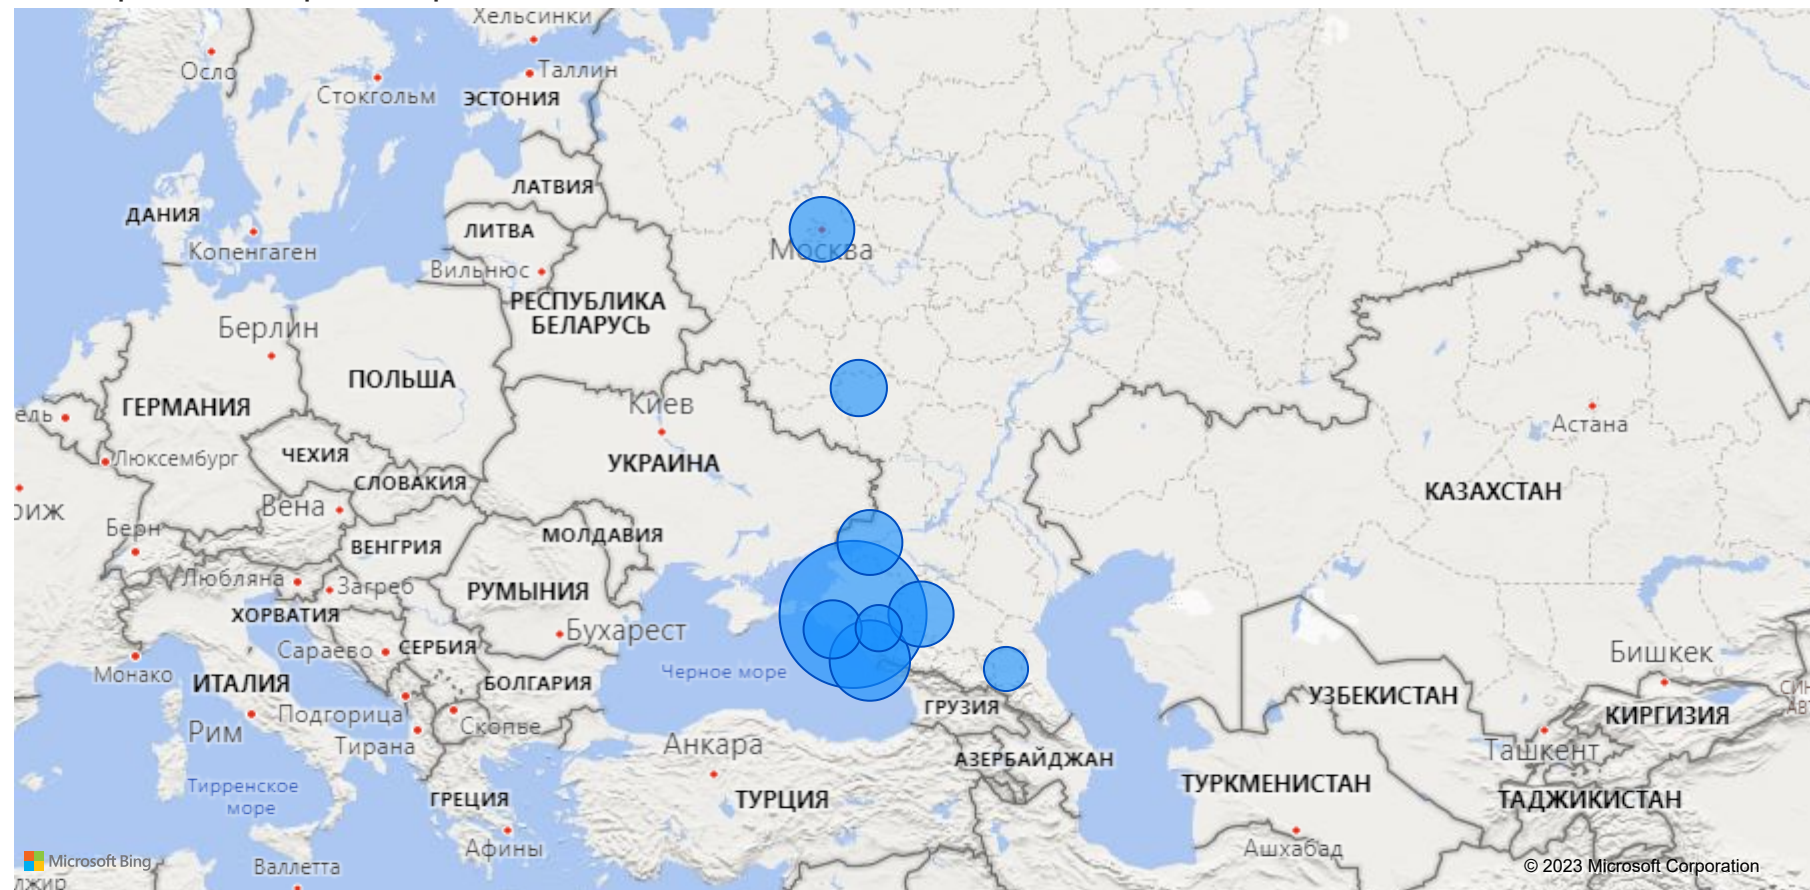 Хельсинки
Осло
Таллин
Стокгольм
ЭСТОНИЯ
ЛАТВИЯ
ДАНИЯ
ЛИТВА
Копенгаген
Москва
Вильнюс
РЕСПУБЛИКА
БЕЛАРУСЬ
Берлин
ПОЛЬША
ГЕРМАНИЯ
Киев
ель
Астана
ЧЕХИЯ
Люксембург
УКРАИНА
СЛОВАКИЯ
КАЗАХСТАН
Вена
риж
Берн
ВЕНГРИЯ
МОЛДАВИЯ
Любляна
Загреб
РУМЫНИЯ
ХОРВАТИЯ
Бухарест
Сараево
СЕРБИЯ
Бишкек
Монако
Черное море
ИТАЛИЯ
БОЛГАРИЯ
УЗБЕКИСТАН
ГРУЗИЯ
Подгорица
КИРГИЗИЯ
Скопье
Рим
Тирана
Анкара
Ташкент
АЗЕРБАЙДЖАН
Тирренское
море
ТУРКМЕНИСТАН
ГРЕЦИЯ
ТУРЦИЯ
ТАДЖИКИСТАН
Афины
Ашхабад
Microsoft Bing
Валлетта
© 2023 Microsoft Corporation
лжир